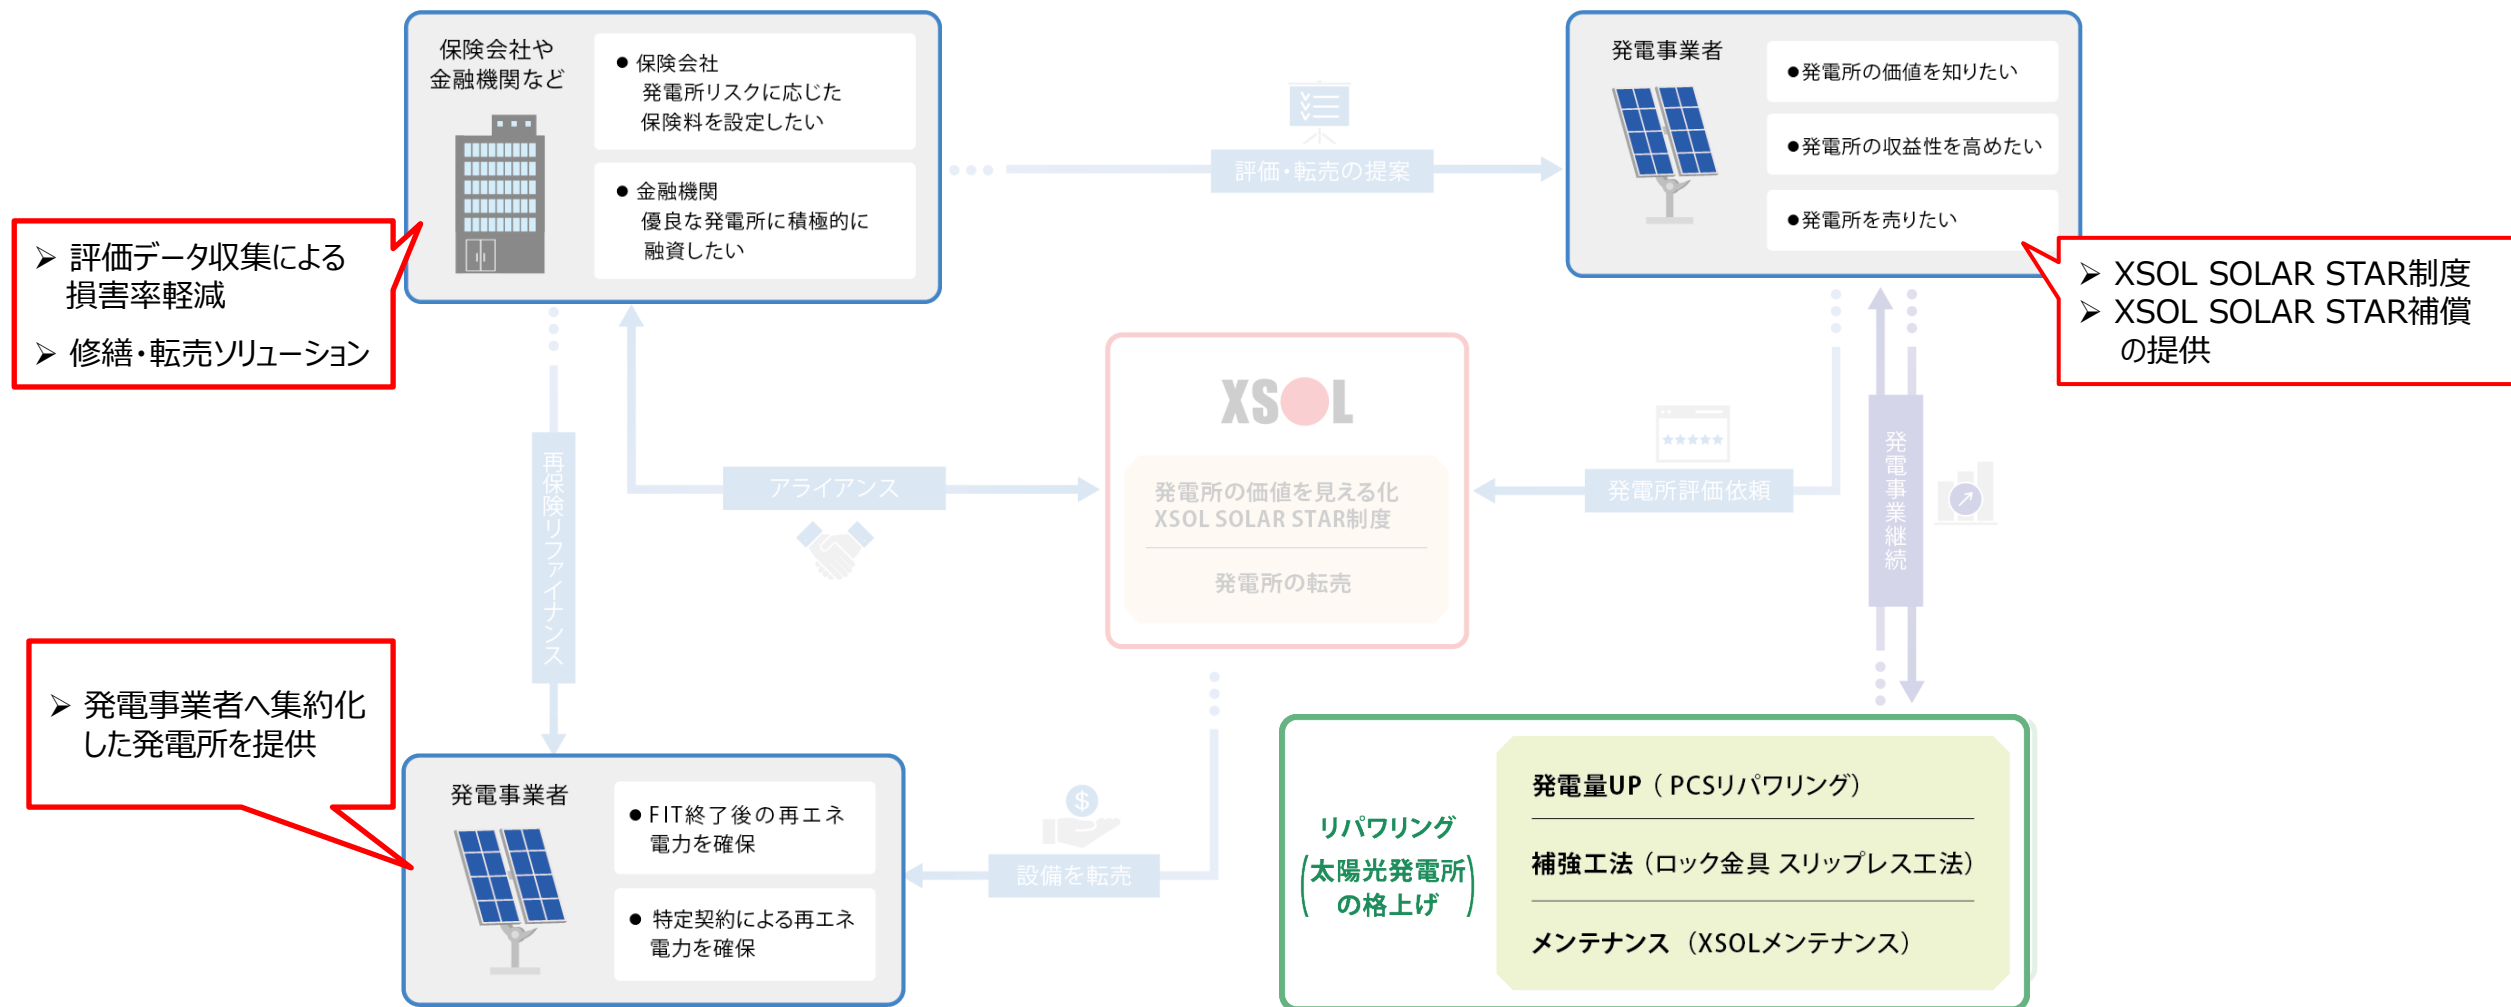 保険会社や
金融機関など
● 保険会社
発電所リスクに応じた
保険料を設定したい
● 金融機関
優良な発電所に積極的に
融資したい
評価・転売の提案
発電事業者
●発電所の価値を知りたい
●発電所の収益性を高めたい
●発電所を売りたい
➢ 評価データ収集による
損害率軽減
➢ 修繕・転売ソリューション
➢ XSOL SOLAR STAR制度
➢ XSOL SOLAR STAR補償
の提供
再保険リファイナンス
アライアンス
XSOL
発電所の価値を見える化
XSOL SOLAR STAR制度
発電所の転売
発電所評価依頼
発電事業継続
➢ 発電事業者へ集約化
した発電所を提供
発電事業者
● FIT終了後の再エネ
電力を確保
● 特定契約による再エネ
電力を確保
$
設備を転売
リパワリング
(太陽光発電所
の格上げ)
発電量UP（PCSリパワリング）
補強工法（ロック金具 スリップレス工法）
メンテナンス（XSOLメンテナンス）